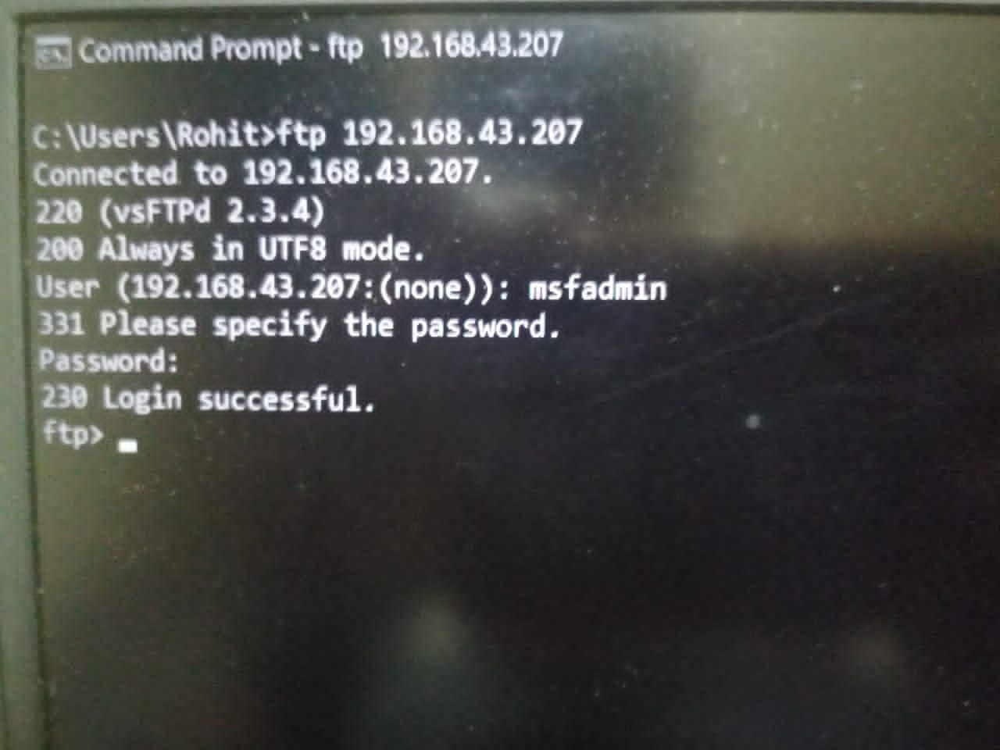 Command Prompt - ftp 192.168.43.207
C:\Users\Rohit>ftp 192.168.43.207
Connected to 192.168.43.207.
220 (vsFTPd 2.3.4)
200 Always in UTF8 mode.
User (192.168.43.207:(none)): msfadmin
331 Please specify the password.
Password:
230 Login successful.
ftp>